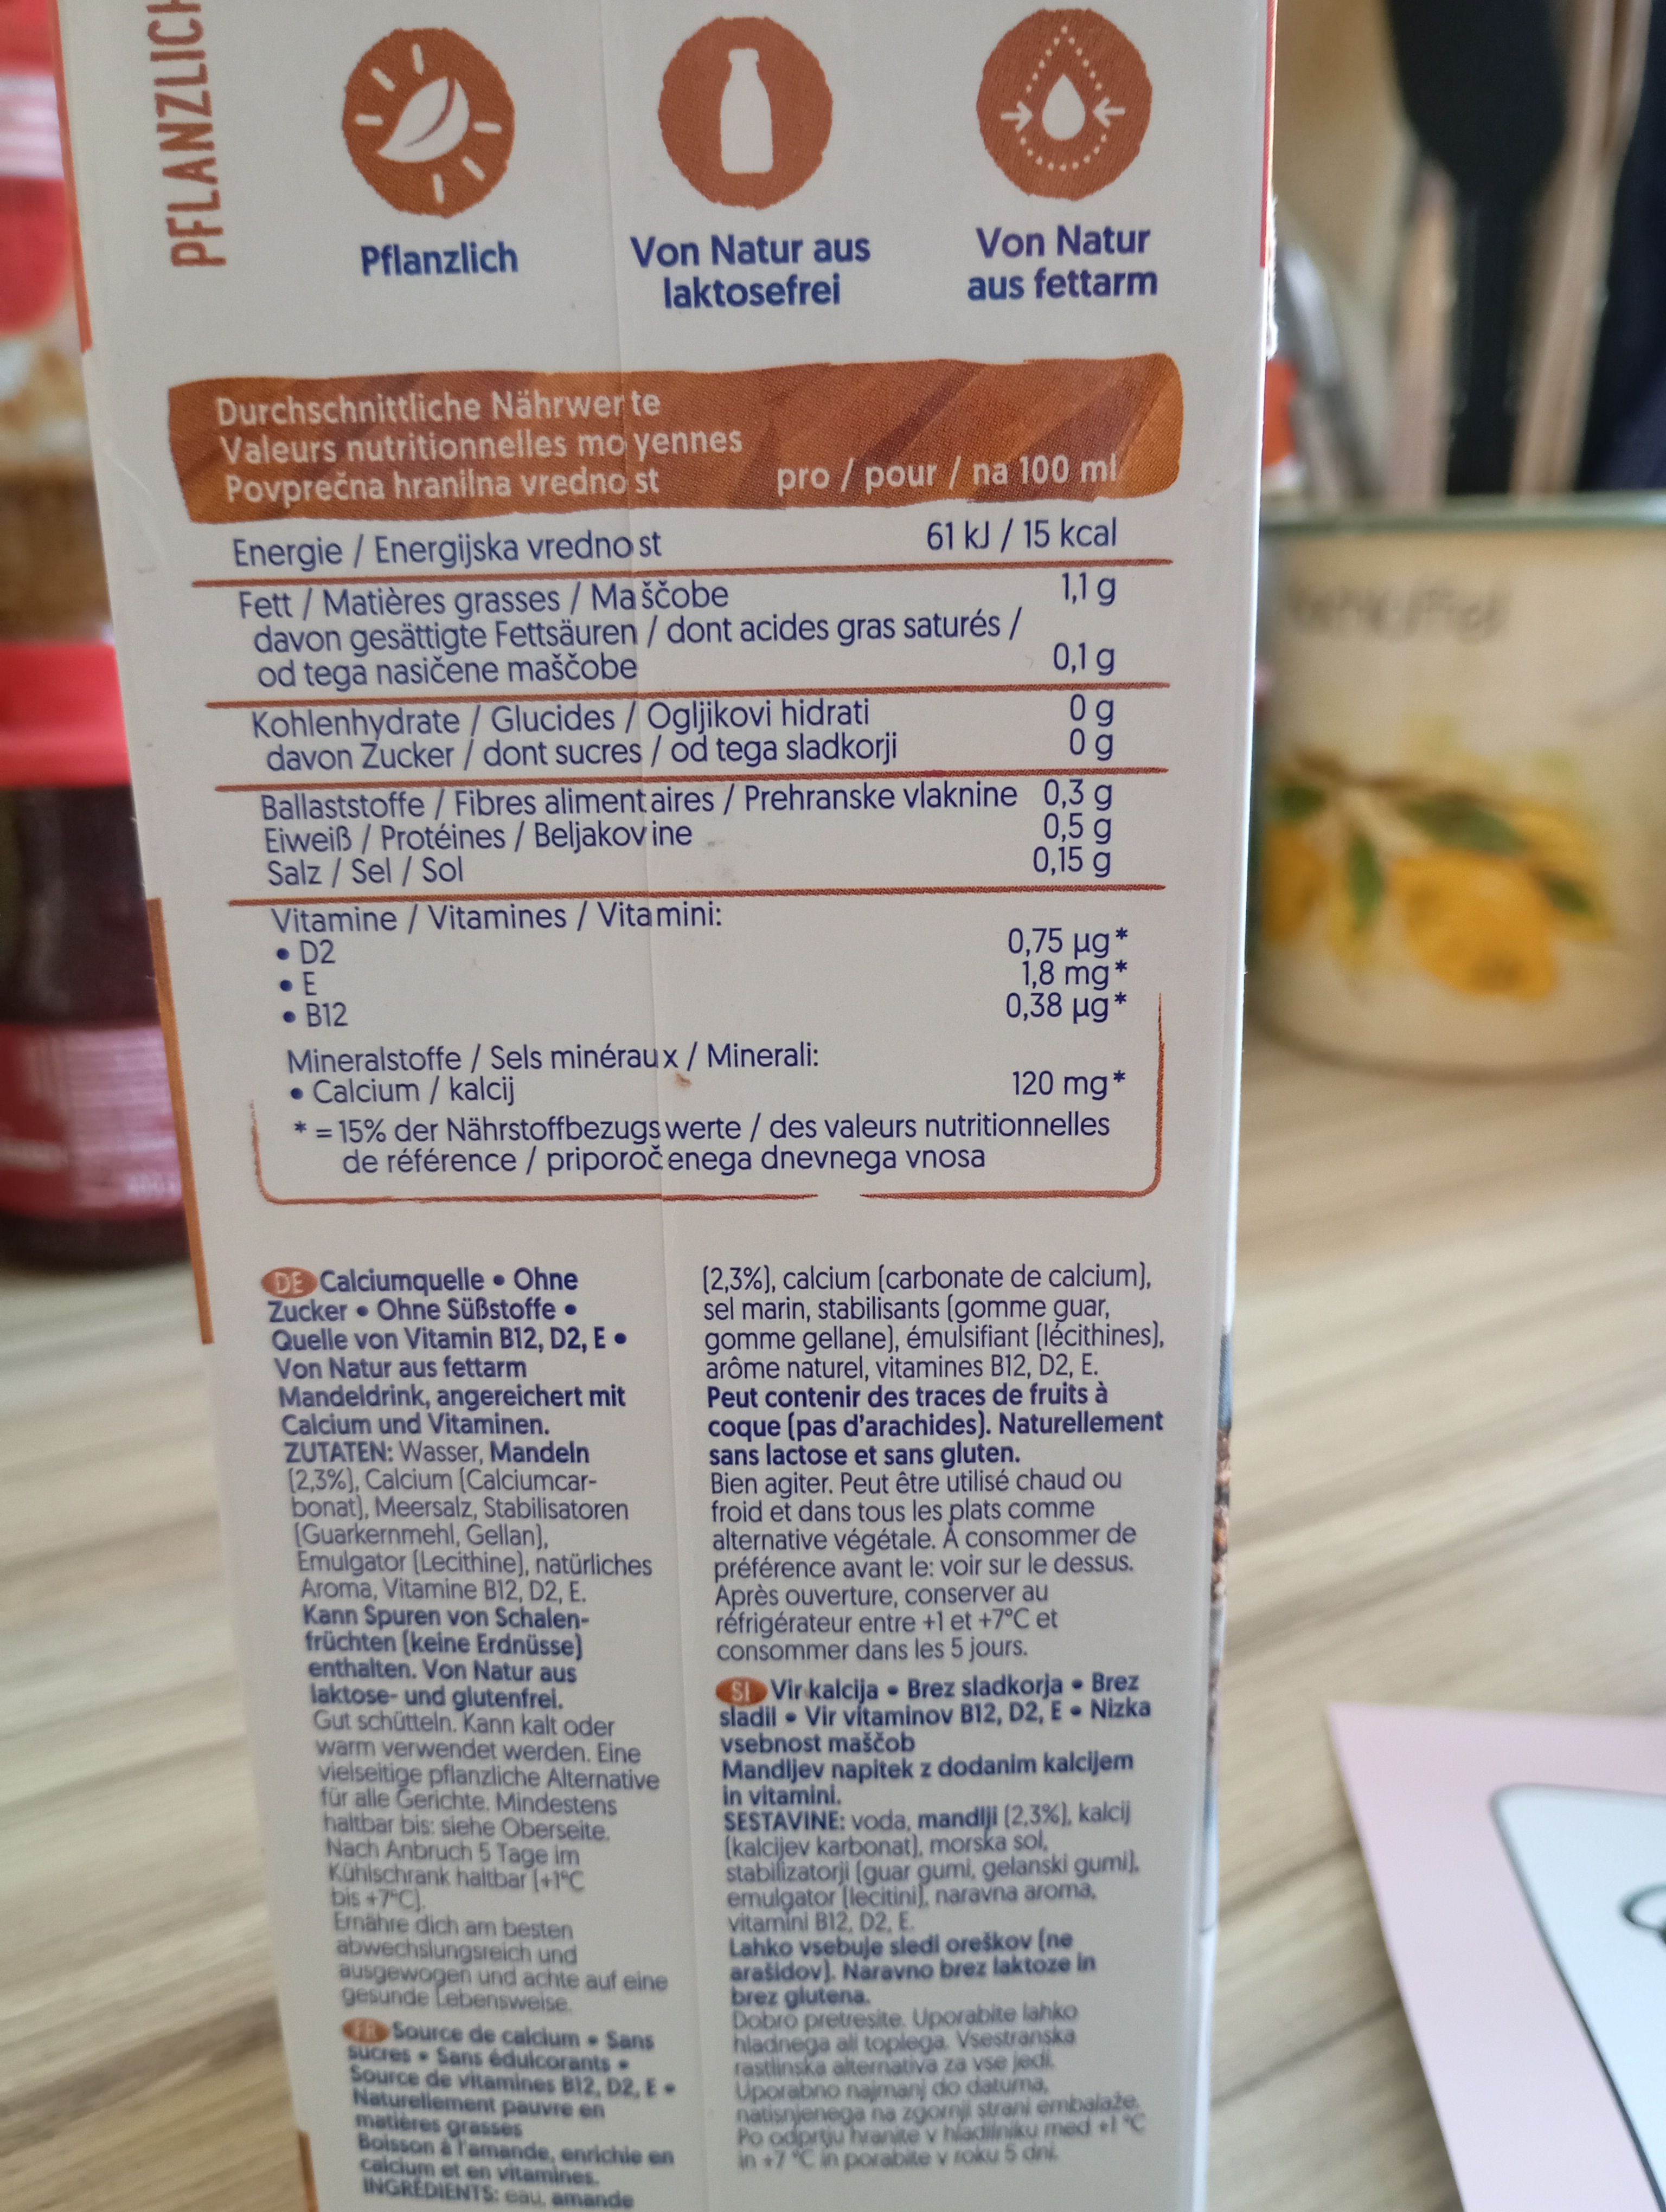 PFLANZLICH
Pflanzlich
Von Natur aus
laktosefrei
Von Natur
aus fettarm
Durchschnittliche Nährwerte
Valeurs nutritionnelles moyennes
Povprečna hranilna vrednost
pro / pour / na 100 ml
Energie / Energijska vrednost 61 kJ / 15 kcal
Fett / Matières grasses / Maščobe 1,1 g
davon gesättigte Fettsäuren / dont acides gras saturés /
od tega nasičene maščobe 0,1 g
Kohlenhydrate / Glucides / Ogljikovi hidrati 0 g
davon Zucker / dont sucres / od tega sladkorji 0 g
Ballaststoffe / Fibres alimentaires / Prehranske vlaknine 0,3 g
Eiweiß / Protéines / Beljakovine 0,5 g
Salz / Sel / Sol 0,15 g
Vitamine / Vitamines / Vitamini:
• D2 0,75 µg*
• E 1,8 mg*
• B12 0,38 µg*
Mineralstoffe / Sels minéraux / Minerali:
• Calcium / kalcij 120 mg*
* = 15% der Nährstoffbezugswerte / des valeurs nutritionnelles
de référence / priporočenega dnevnega vnosa
DE Calciumquelle • Ohne
Zucker • Ohne Süßstoffe •
Quelle von Vitamin B12, D2, E •
Von Natur aus fettarm
Mandeldrink, angereichert mit
Calcium und Vitaminen.
ZUTATEN: Wasser, Mandeln
(2,3%), Calcium (Calciumcar-
bonat), Meersalz, Stabilisatoren
(Guarkernmehl, Gellan),
Emulgator (Lecithine), natürliches
Aroma, Vitamine B12, D2, E.
Kann Spuren von Schalen-
früchten (keine Erdnüsse)
enthalten. Von Natur aus
laktose- und glutenfrei.
Gut schütteln. Kann kalt oder
warm verwendet werden. Eine
vielseitige pflanzliche Alternative
für alle Gerichte. Mindestens
haltbar bis: siehe Oberseite.
Nach Anbruch 5 Tage im
Kühlschrank haltbar (+1°C
bis +7°C).
Ernähre dich am besten
abwechslungsreich und
ausgewogen und achte auf eine
gesunde Lebensweise.
FR Source de calcium • Sans
sucres • Sans édulcorants •
Source de vitamines B12, D2, E •
Naturellement pauvre en
matières grasses
Boisson à l'amande, enrichie en
calcium et en vitamines.
INGRÉDIENTS: eau, amande
(2,3%), calcium (carbonate de calcium),
sel marin, stabilisants (gomme guar,
gomme gellane), émulsifiant (lécithines),
arôme naturel, vitamines B12, D2, E.
Peut contenir des traces de fruits à
coque (pas d'arachides). Naturellement
sans lactose et sans gluten.
Bien agiter. Peut être utilisé chaud ou
froid et dans tous les plats comme
alternative végétale. À consommer de
préférence avant le: voir sur le dessus.
Après ouverture, conserver au
réfrigérateur entre +1 et +7°C et
consommer dans les 5 jours.
SI Vir kalcija • Brez sladkorja • Brez
sladil • Vir vitaminov B12, D2, E • Nizka
vsebnost maščob
Mandljev napitek z dodanim kalcijem
in vitamini.
SESTAVINE: voda, mandlji (2,3%), kalcij
(kalcijev karbonat), morska sol,
stabilizatorji (guar gumi, gelanski gumi),
emulgator (lecitini), naravna aroma,
vitamini B12, D2, E.
Lahko vsebuje sledi oreškov (ne
arašidov). Naravno brez laktoze in
brez glutena.
Dobro pretresite. Uporabite lahko
hladnega ali toplega. Vsestranska
rastlinska alternativa za vse jedi.
Uporabno najmanj do datuma,
natisnjenega na zgornji strani embalaže.
Po odprtju hranite v hladilniku med +1 °C
in +7 °C in porabite v roku 5 dni.